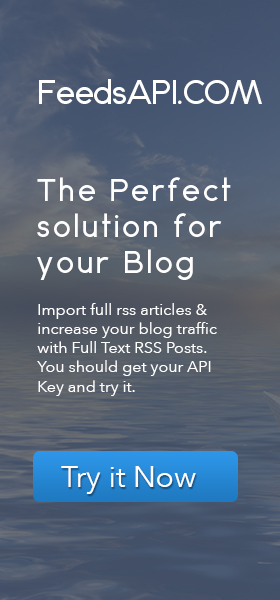 FeedsAPI.COM
The Perfect
solution for
your Blog
Import full rss articles &
increase your blog traffic
with Full Text RSS Posts.
You should get your API
Key and try it.
Try it Now